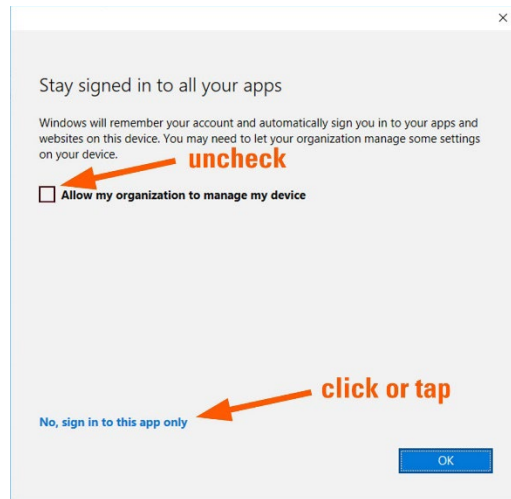 Stay signed in to all your apps
Windows will remember your account and automatically sign you in to your apps and
websites on this device. You may need to let your organization manage some settings
on your device.
uncheck
Allow my organization to manage my device
click or tap
No, sign in to this app only
OK